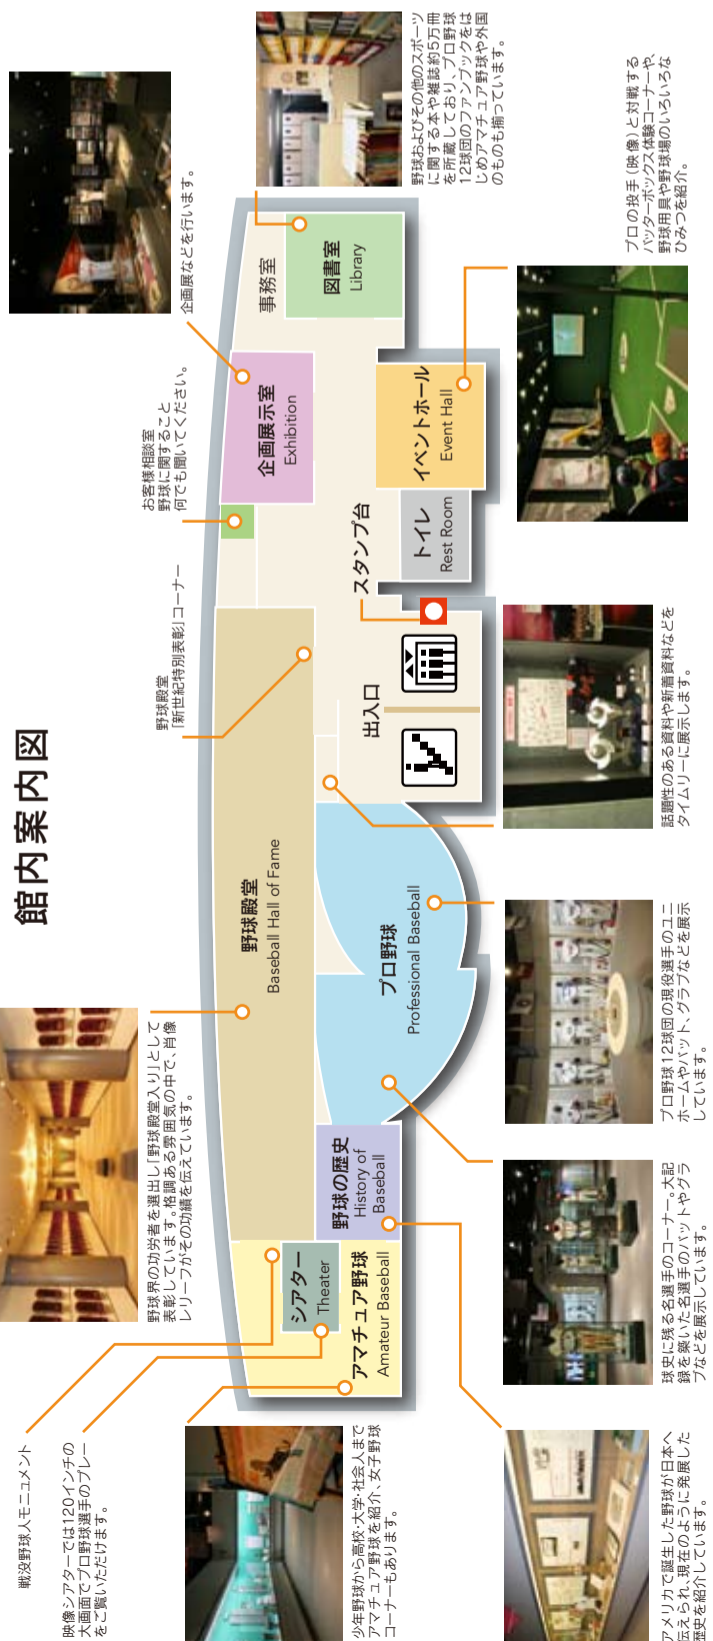 館内案内図
戦没野球人モニュメント
映像シアターでは120インチの
大画面でプロ野球選手のプレー
をご覧いただけます。
野球界の功労者を選出し「野球殿堂入り」として
表彰しています。格調ある雰囲気の中で、肖像
レリーフがその功績を伝えています。
野球殿堂
「新世紀特別表彰」コーナー
お客様相談室
野球に関すること
何でも聞いてください。
企画展などを行います。
野球およびその他のスポーツ
に関する本や雑誌約5万冊
を所蔵しており、プロ野球
12球団のファンブックをは
じめアマチュア野球や外国
のものも揃っています。
シアター
Theater
アマチュア野球
Amateur Baseball
野球の歴史
History of
Baseball
野球殿堂
Baseball Hall of Fame
プロ野球
Professional Baseball
出入口
スタンプ台
トイレ
Rest Room
イベントホール
Event Hall
企画展示室
Exhibition
事務室
図書室
Library
少年野球から高校・大学・社会人まで
アマチュア野球を紹介、女子野球
コーナーもあります。
アメリカで誕生した野球が日本へ
伝えられ、現在のように発展した
歴史を紹介しています。
球史に残る名選手のコーナー。大記
録を築いた名選手のバットやグラ
ブなどを展示しています。
プロ野球12球団の現役選手のユニ
ホームやバット、グラブなどを展示
しています。
話題性のある資料や新着資料などを
タイムリーに展示します。
プロの投手（映像）と対戦する
バッターボックス体験コーナーや、
野球用具や野球場のいろいろな
ひみつを紹介。